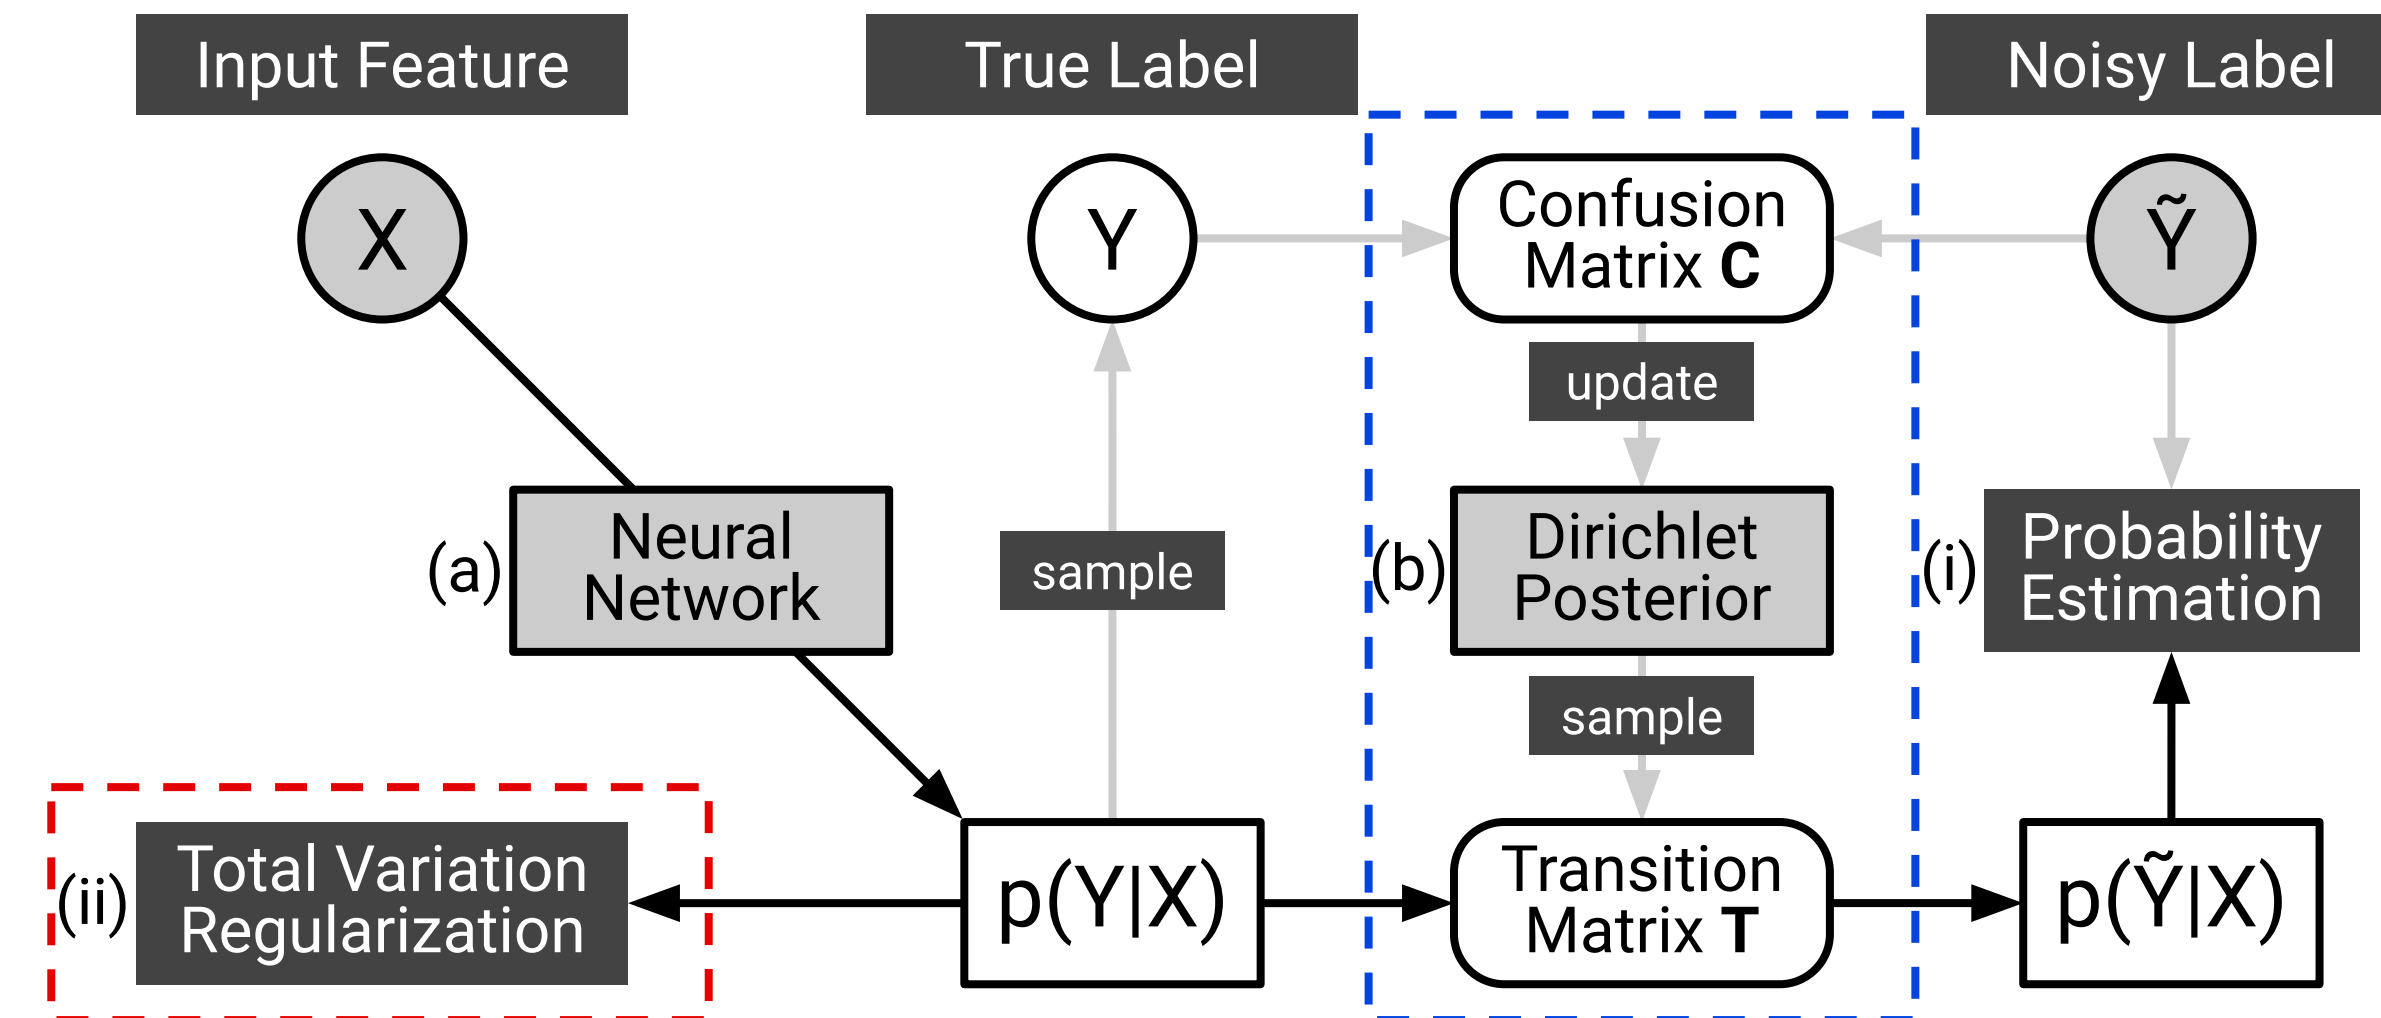 Input Feature
True Label
Noisy Label
X
Y
Confusion
Matrix C
Ỹ
update
(a)
Neural
Network
sample
(b)
Dirichlet
Posterior
(i)
Probability
Estimation
sample
(ii)
Total Variation
Regularization
p(Y|X)
Transition
Matrix T
p(Ỹ|X)